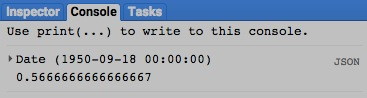 Inspector Console Tasks
Use print(...) to write to this console.
Date (1950-09-18 00:00:00) JSON
0.5666666666666667